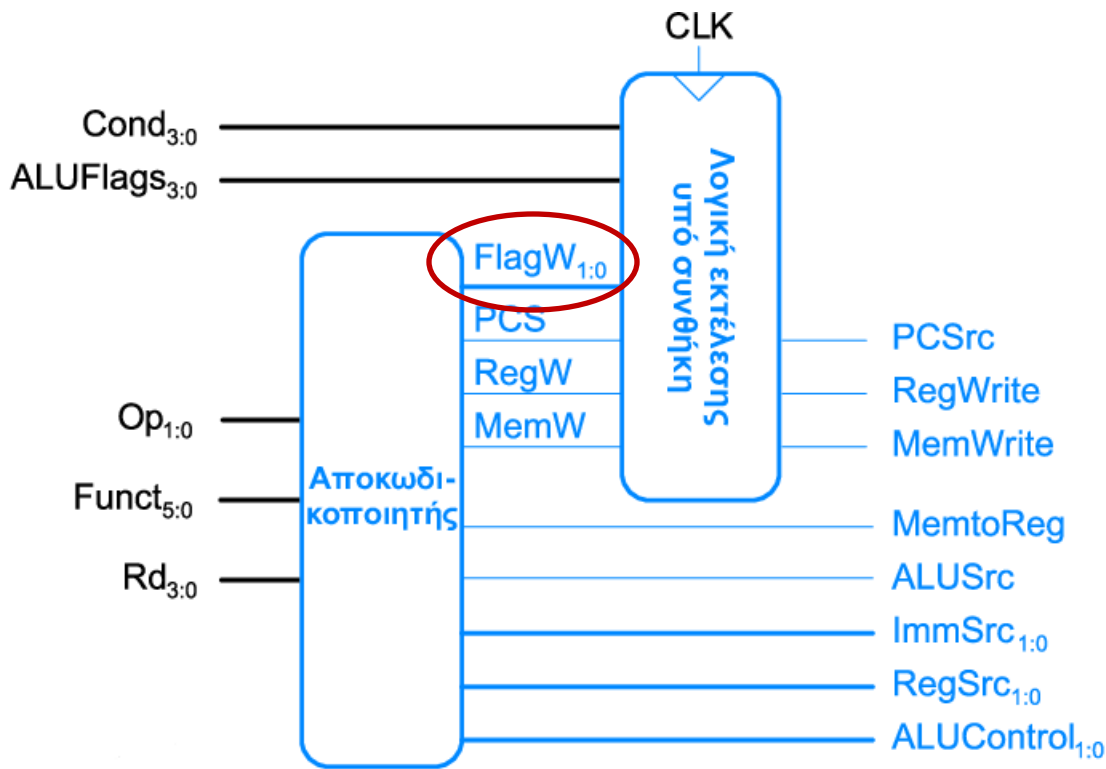 CLK
Cond3:0
ALUFlags3:0
Λογική εκτέλεσης
υπό συνθήκη
FlagW1:0
PCS
RegW
MemW
PCSrc
RegWrite
MemWrite
Op1:0
Funct5:0
Rd3:0
Αποκωδι-
κοποιητής
MemtoReg
ALUSrc
ImmSrc1:0
RegSrc1:0
ALUControl1:0